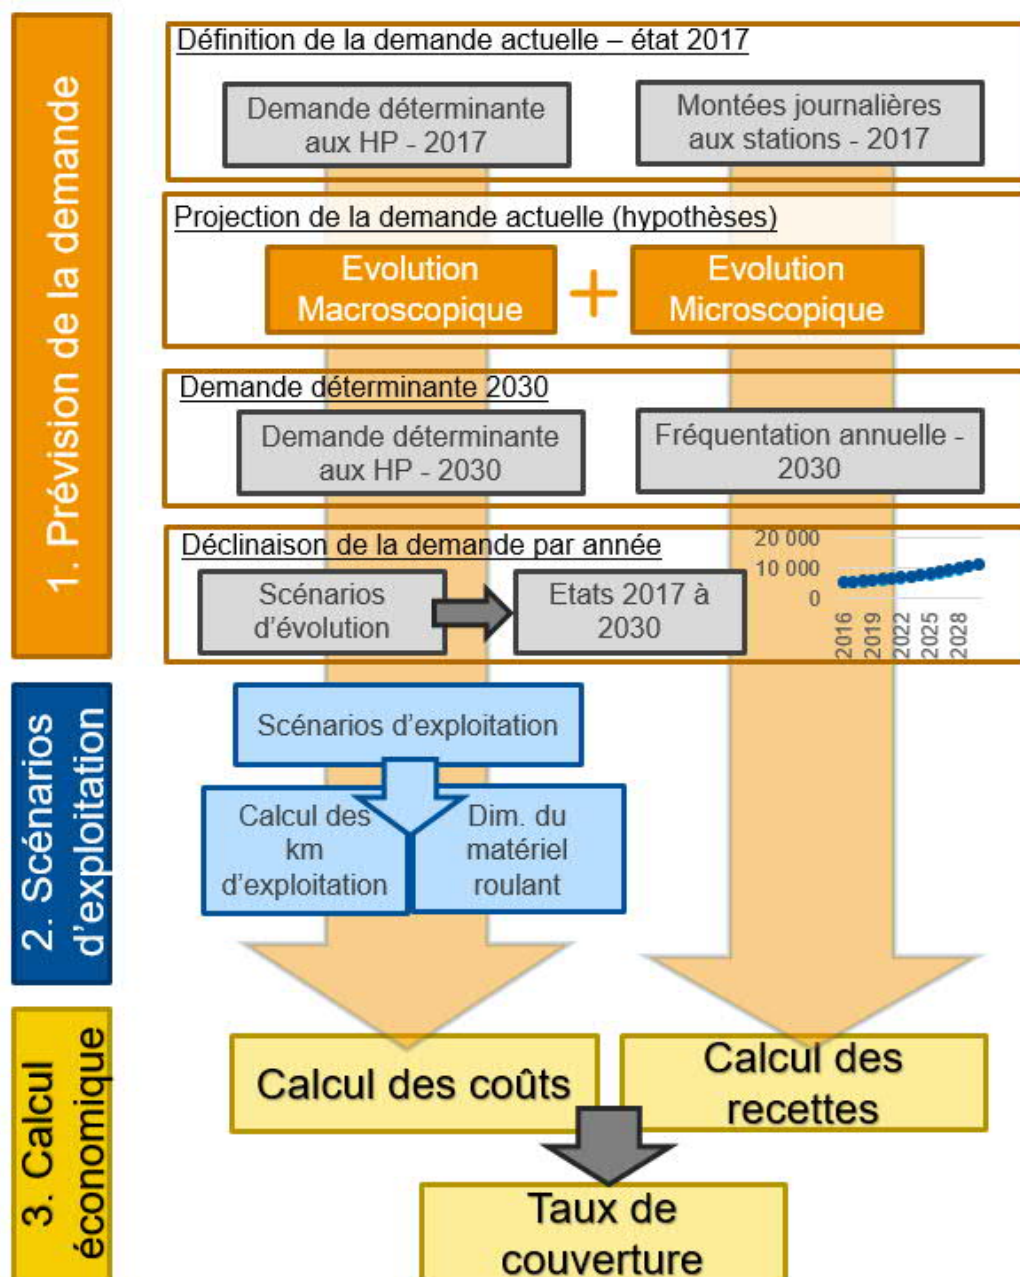 1. Prévision de la demande
Définition de la demande actuelle – état 2017
Demande déterminante
aux HP - 2017
Montées journalières
aux stations - 2017
Projection de la demande actuelle (hypothèses)
Evolution
Macroscopique
+
Evolution
Microscopique
Demande déterminante 2030
Demande déterminante
aux HP - 2030
Fréquentation annuelle -
2030
Déclinaison de la demande par année
Scénarios
d'évolution
Etats 2017 à
2030
20 000
10 000
0
2016
2019
2022
2025
2028
2. Scénarios
d'exploitation
Scénarios d'exploitation
Calcul des
km
d'exploitation
Dim. du
matériel
roulant
3. Calcul
économique
Calcul des coûts
Calcul des
recettes
Taux de
couverture